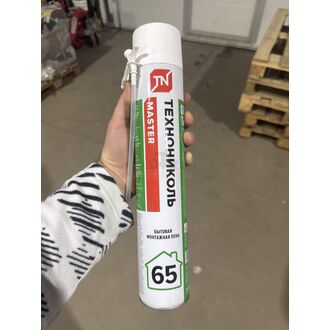 TN
ТЕХНОНИКОЛЬ
MASTER
БЫТОВАЯ
МОНТАЖНАЯ ПЕНА
65